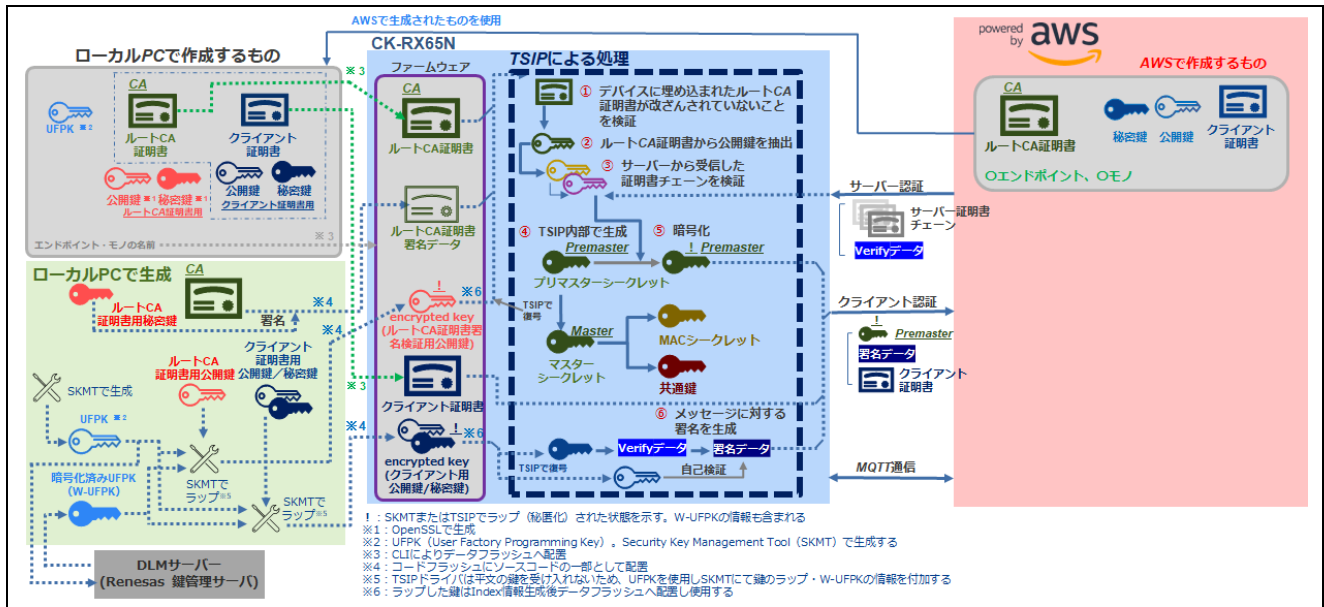 AWSで生成されたものを使用
ローカルPCで作成するもの
CA
UFPK ※2
ルートCA
証明書
クライアント
証明書
公開鍵※1
秘密鍵※1
ルートCA証明書用
公開鍵
秘密鍵
クライアント証明書用
エンドポイント・モノの名前
※3
ローカルPCで生成
CA
ルートCA
証明書用秘密鍵
署名
※4
※4
クライアント
証明書用
公開鍵/秘密鍵
ルートCA
証明書用公開鍵
SKMTで生成
UFPK ※2
暗号化済みUFPK
(W-UFPK)
SKMTで
ラップ※5
SKMTで
ラップ※5
※4
DLMサーバー
(Renesas 鍵管理サーバ)
CK-RX65N
※3
ファームウェア
CA
ルートCA証明書
ルートCA証明書
署名データ
!
※6
encrypted key
(ルートCA証明書署
名検証用公開鍵)
※3
クライアント証明書
!
※6
encrypted key
(クライアント用
公開鍵/秘密鍵)
TSIPによる処理
① デバイスに埋め込まれたルートCA
証明書が改ざんされていないこと
を検証
② ルートCA証明書から公開鍵を抽出
③ サーバーから受信した
証明書チェーンを検証
④ TSIP内部で生成
Premaster
プリマスターシークレット
⑤ 暗号化
! Premaster
TSIPで
復号
Master
マスター
シークレット
MACシークレット
共通鍵
⑥ メッセージに対する
署名を生成
TSIPで復号
Verifyデータ
署名データ
自己検証
サーバー認証
サーバー証明書
チェーン
Verifyデータ
クライアント認証
!
Premaster
署名データ
クライアント
証明書
MQTT通信
powered
by
aws
AWSで作成するもの
CA
ルートCA証明書
秘密鍵
公開鍵
クライアント
証明書
〇エンドポイント、〇モノ
! : SKMTまたはTSIPでラップ(秘匿化)された状態を示す。W-UFPKの情報も含まれる
※1:OpenSSLで生成
※2:UFPK(User Factory Programming Key)。Security Key Management Tool(SKMT)で生成する
※3:CLIによりデータフラッシュへ配置
※4:コードフラッシュにソースコードの一部として配置
※5:TSIPドライバは平文の鍵を受け入れないため、UFPKを使用しSKMTにて鍵のラップ・W-UFPKの情報を付加する
※6:ラップした鍵はIndex情報生成後データフラッシュへ配置し使用する